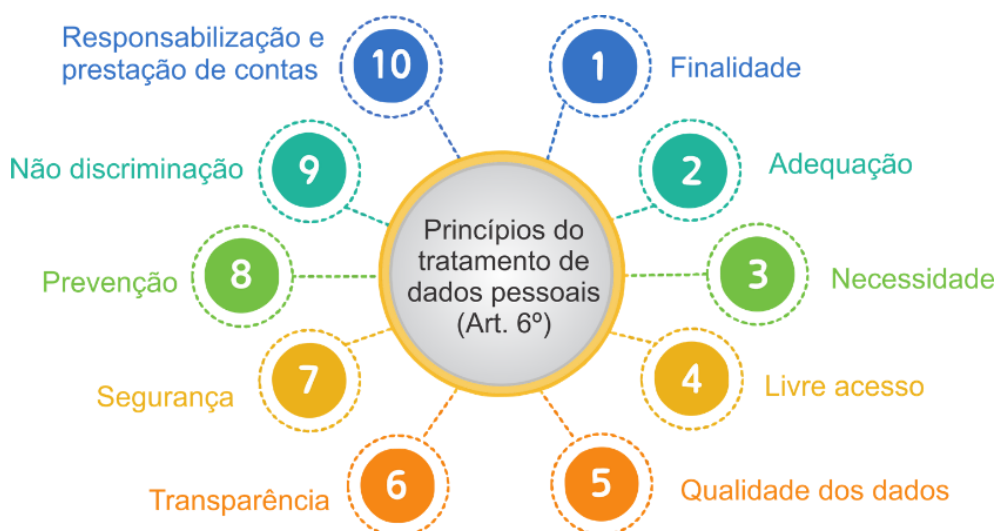 Princípios do
tratamento de
dados pessoais
(Art. 6º)
1
Finalidade
2
Adequação
3
Necessidade
4
Livre acesso
5
Qualidade dos dados
6
Transparência
7
Segurança
8
Prevenção
9
Não discriminação
10
Responsabilização e
prestação de contas